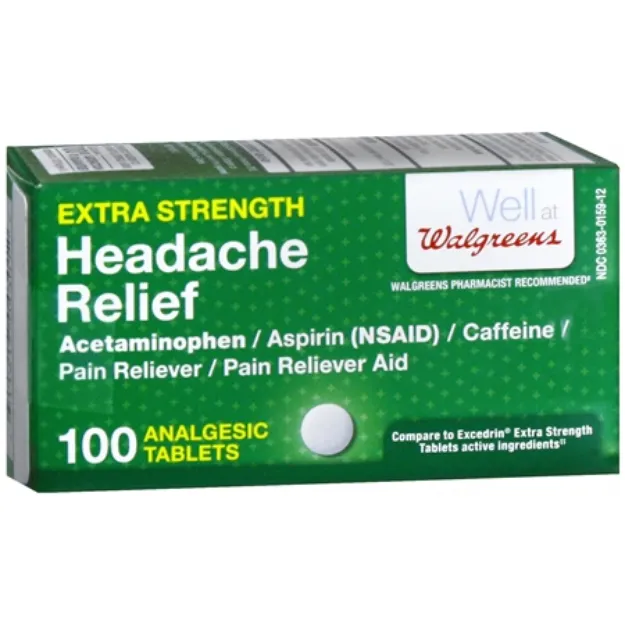 EXTRA STRENGTH
Headache
Relief
Acetaminophen / Aspirin (NSAID) / Caffeine /
Pain Reliever / Pain Reliever Aid
100 ANALGESIC
TABLETS
Well at
Walgreens
WALGREENS PHARMACIST RECOMMENDED
NDC 0363-0159-12
Compare to Excedrin® Extra Strength
Tablets active ingredients††